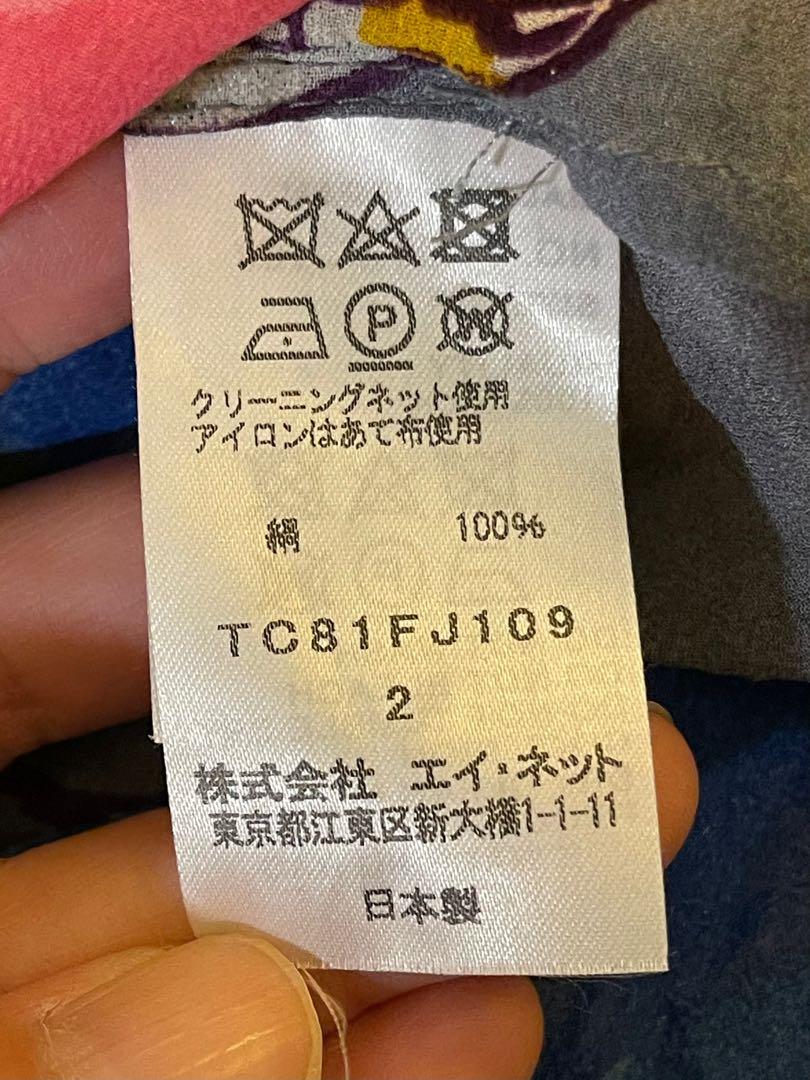 P W
クリーニングネット使用
アイロンはあて布使用
絹 100%
TC81FJ109
2
株式会社 エイ・ネット
東京都江東区新大橋1-1-11
日本製